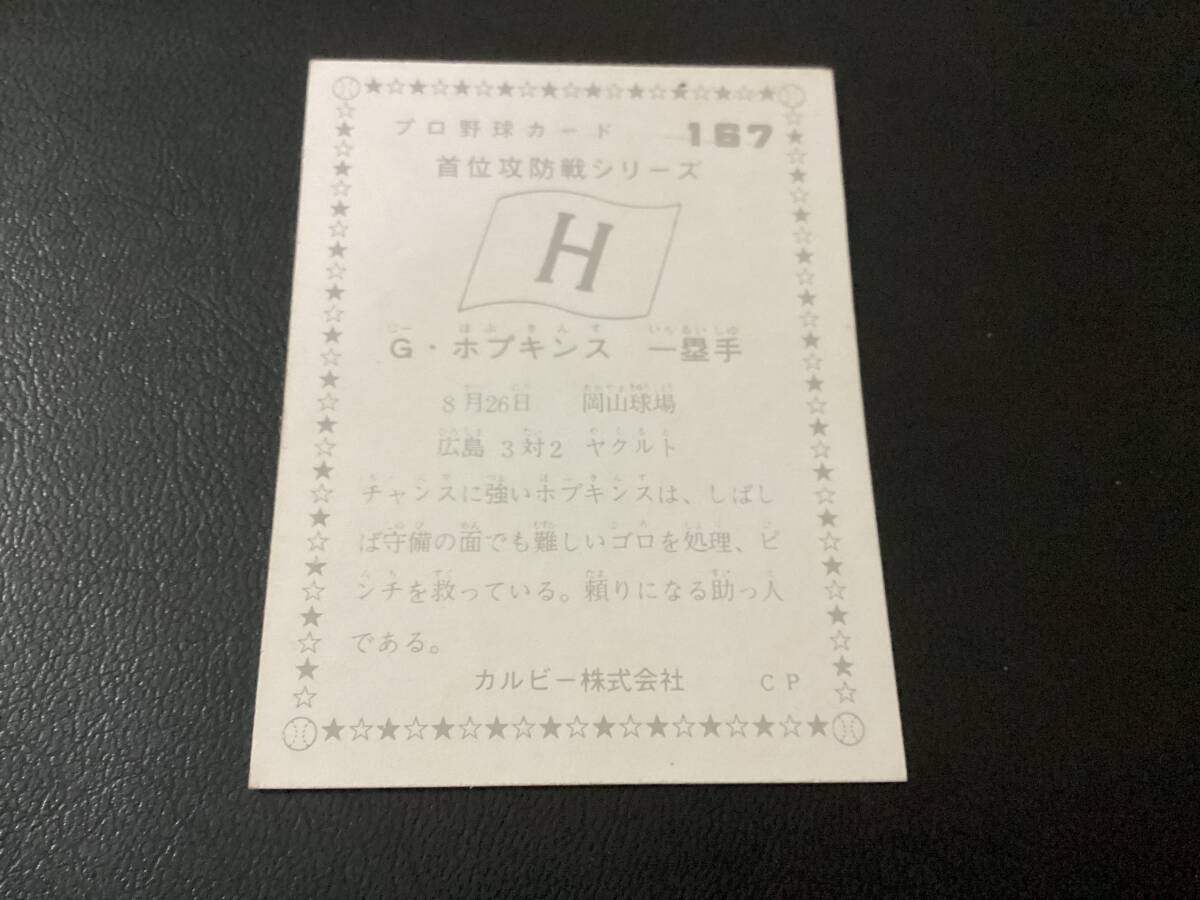 プロ野球カード 167
首位攻防戦シリーズ
H
G・ホプキンス 一塁手
8月26日 岡山球場
広島 3対2 ヤクルト
チャンスに強いホプキンスは、しばし
ば守備の面でも難しいゴロを処理、ピ
ンチを救っている。頼りになる助っ人
である。
カルビー株式会社 CP